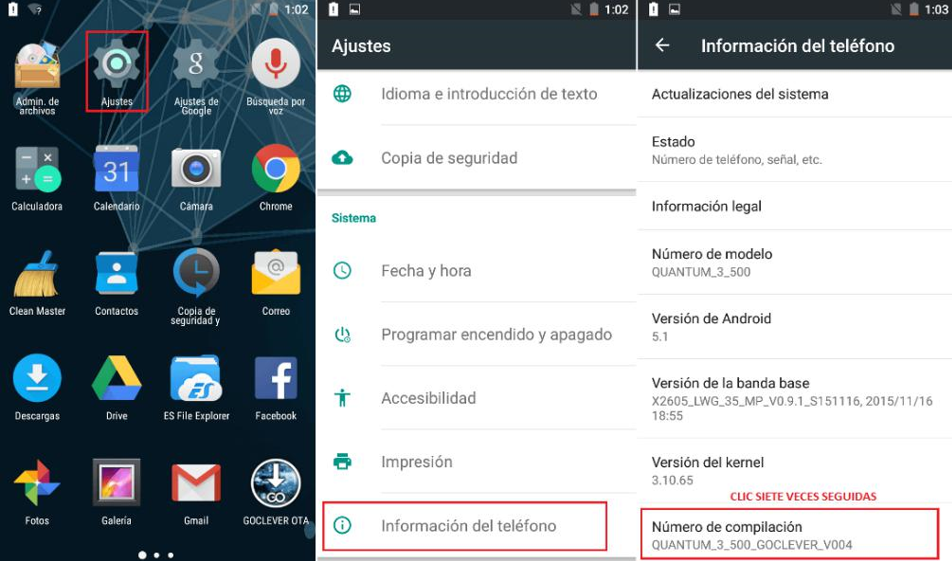 1:02
Admin. de
archivos
Ajustes
Ajustes de
Google
Búsqueda por
voz
Calculadora
31
Calendario
Cámara
Chrome
Clean Master
Contactos
Copia de
seguridad y
Correo
Descargas
Drive
ES
ES File Explorer
Facebook
Fotos
Galería
Gmail
GO
GOCLEVER OTA
1:02
Ajustes
Idioma e introducción de texto
Copia de seguridad
Sistema
Fecha y hora
Programar encendido y apagado
Accesibilidad
Impresión
Información del teléfono
1:03
Información del teléfono
Actualizaciones del sistema
Estado
Número de teléfono, señal, etc.
Información legal
Número de modelo
QUANTUM_3_500
Versión de Android
5.1
Versión de la banda base
X2605_LWG_35_MP_V0.9.1_S151116, 2015/11/16
18:55
Versión del kernel
3.10.65
CLIC SIETE VECES SEGUIDAS
Número de compilación
QUANTUM_3_500_GOCLEVER_V004